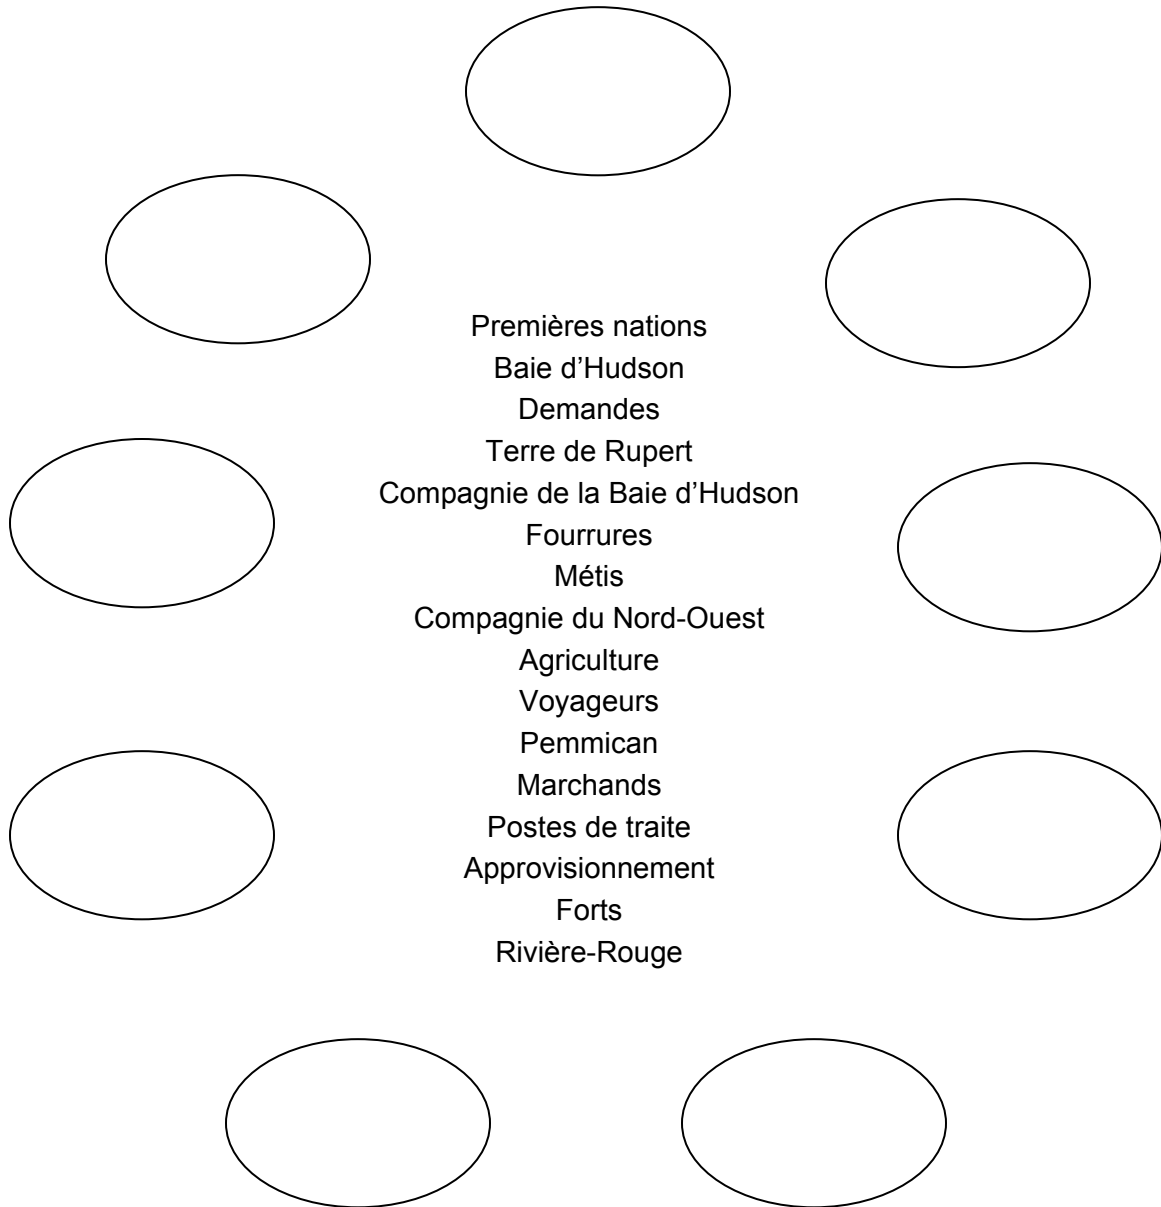 Premières nations
Baie d’Hudson
Demandes
Terre de Rupert
Compagnie de la Baie d’Hudson
Fourrures
Métis
Compagnie du Nord-Ouest
Agriculture
Voyageurs
Pemmican
Marchands
Postes de traite
Approvisionnement
Forts
Rivière-Rouge